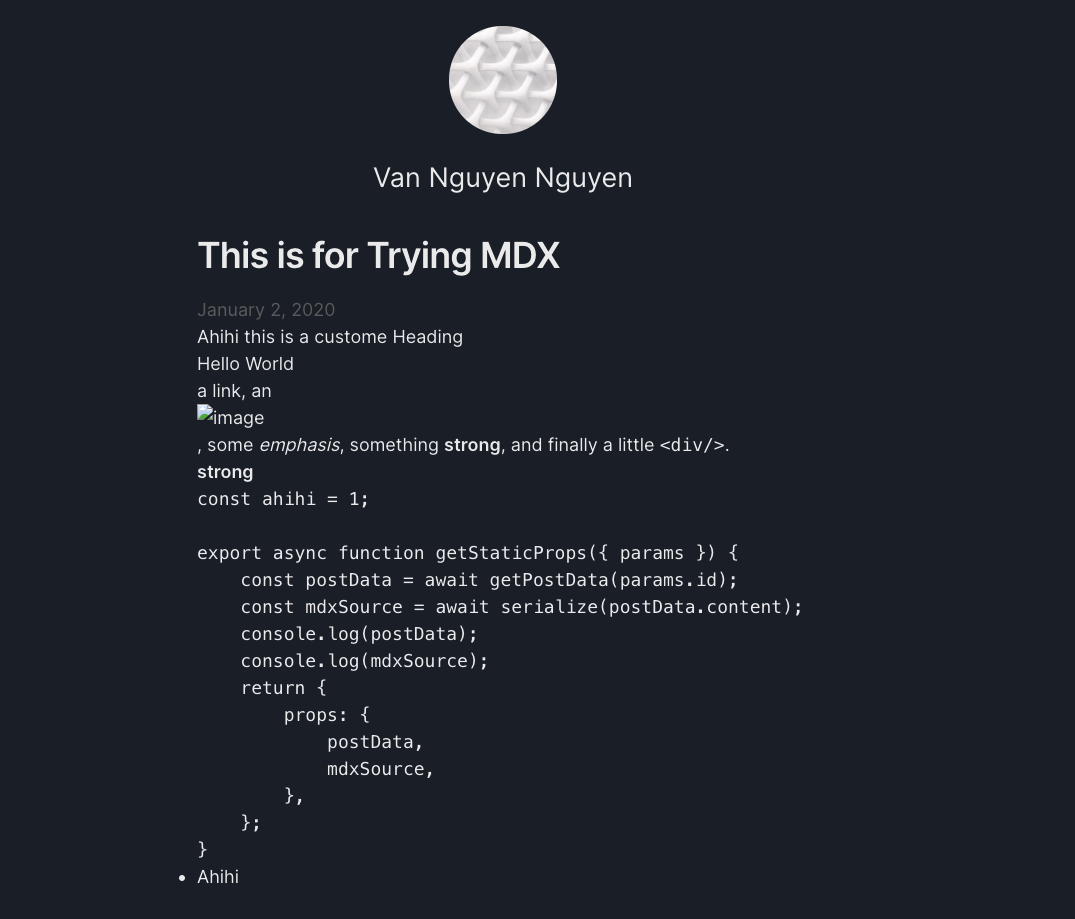 Van Nguyen Nguyen
This is for Trying MDX
January 2, 2020
Ahihi this is a custome Heading
Hello World
a link, an
image
, some emphasis, something strong, and finally a little <div/>.
strong
const ahihi = 1;

export async function getStaticProps({ params }) {
    const postData = await getPostData(params.id);
    const mdxSource = await serialize(postData.content);
    console.log(postData);
    console.log(mdxSource);
    return {
        props: {
            postData,
            mdxSource,
        },
    };
}
• Ahihi